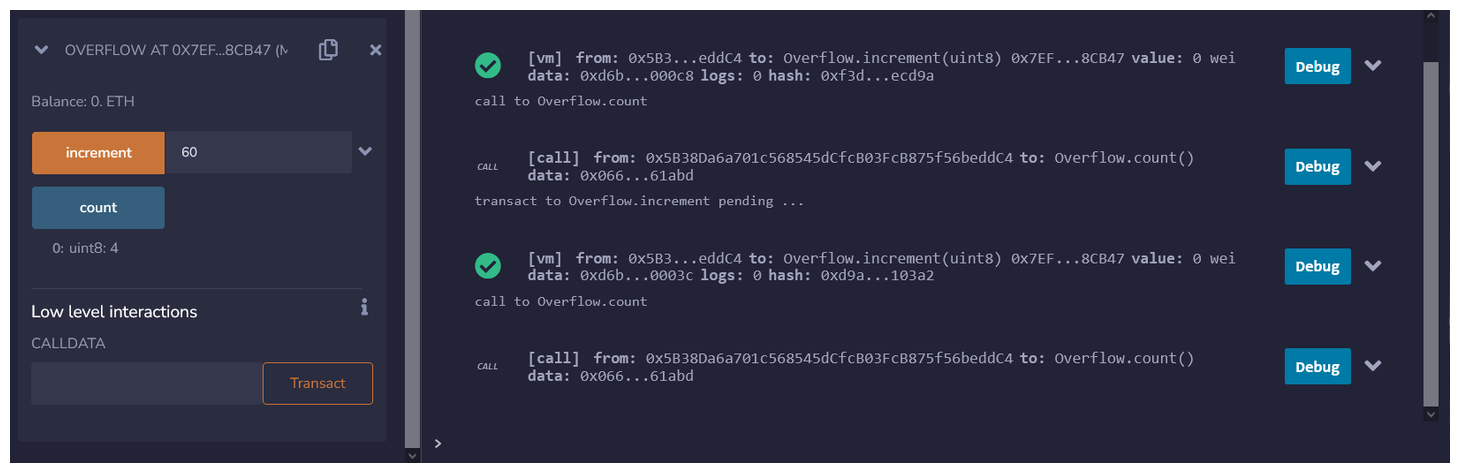 OVERFLOW AT 0X7EF...8CB47 (M
Balance: 0. ETH
increment 60
count
0: uint8: 4
Low level interactions
CALLDATA
Transact
[vm] from: 0x5B3...eddC4 to: Overflow.increment(uint8) 0x7EF...8CB47 value: 0 wei
data: 0xd6b...000c8 logs: 0 hash: 0xf3d...ecd9a
Debug
call to Overflow.count
CALL
[call] from: 0x5B38Da6a701c568545dCfcB03FcB875f56beddC4 to: Overflow.count()
data: 0x066...61abd
Debug
transact to Overflow.increment pending ...
[vm] from: 0x5B3...eddC4 to: Overflow.increment(uint8) 0x7EF...8CB47 value: 0 wei
data: 0xd6b...0003c logs: 0 hash: 0xd9a...103a2
Debug
call to Overflow.count
CALL
[call] from: 0x5B38Da6a701c568545dCfcB03FcB875f56beddC4 to: Overflow.count()
data: 0x066...61abd
Debug
>